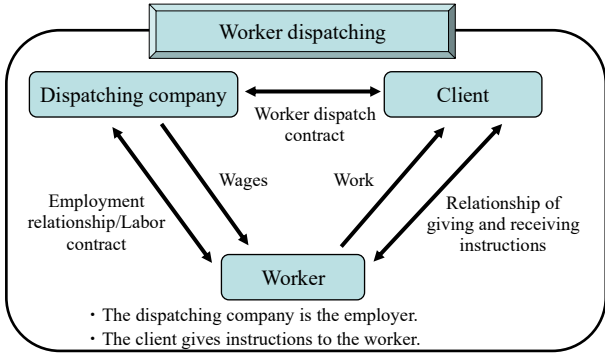 Worker dispatching
Dispatching company
Client
Worker dispatch
contract
Wages
Work
Employment
relationship/Labor
contract
Relationship of
giving and receiving
instructions
Worker
・The dispatching company is the employer.
・The client gives instructions to the worker.